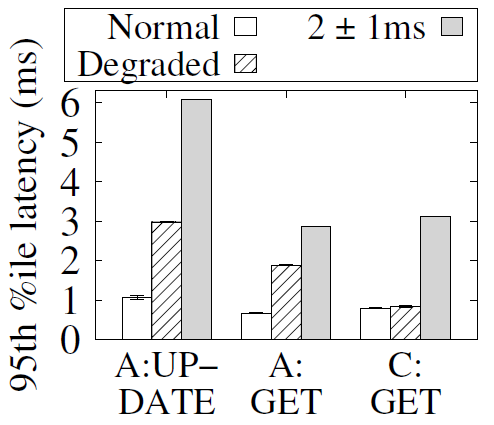 Normal
2 ± 1ms
Degraded
95th %ile latency (ms)
6
5
4
3
2
1
0
A:UP–
DATE
A:
GET
C:
GET